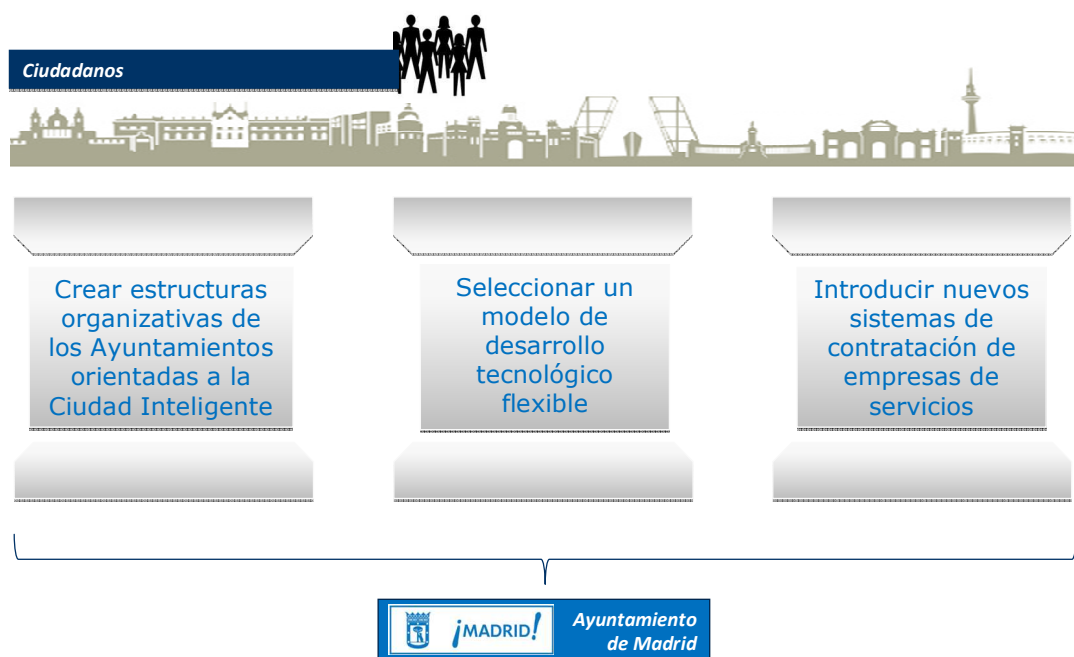 Ciudadanos
Crear estructuras
organizativas de
los Ayuntamientos
orientadas a la
Ciudad Inteligente
Seleccionar un
modelo de
desarrollo
tecnológico
flexible
Introducir nuevos
sistemas de
contratación de
empresas de
servicios
¡MADRID!
Ayuntamiento
de Madrid